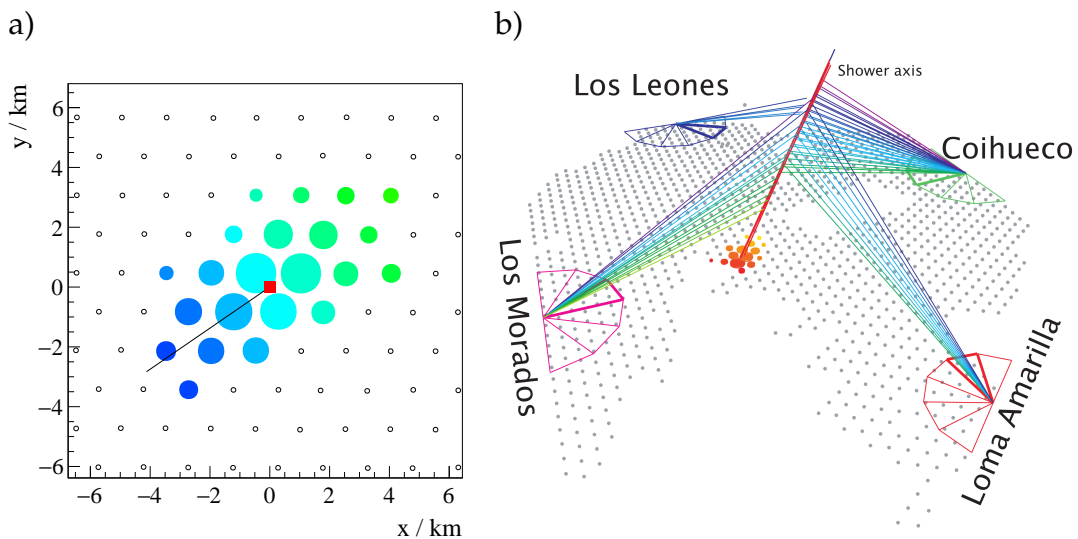 a)
y / km
6
4
2
0
−2
−4
−6
−6
−4
−2
0
2
4
6
x / km
b)
Shower axis
Los Leones
Coihueco
Los Morados
Loma Amarilla